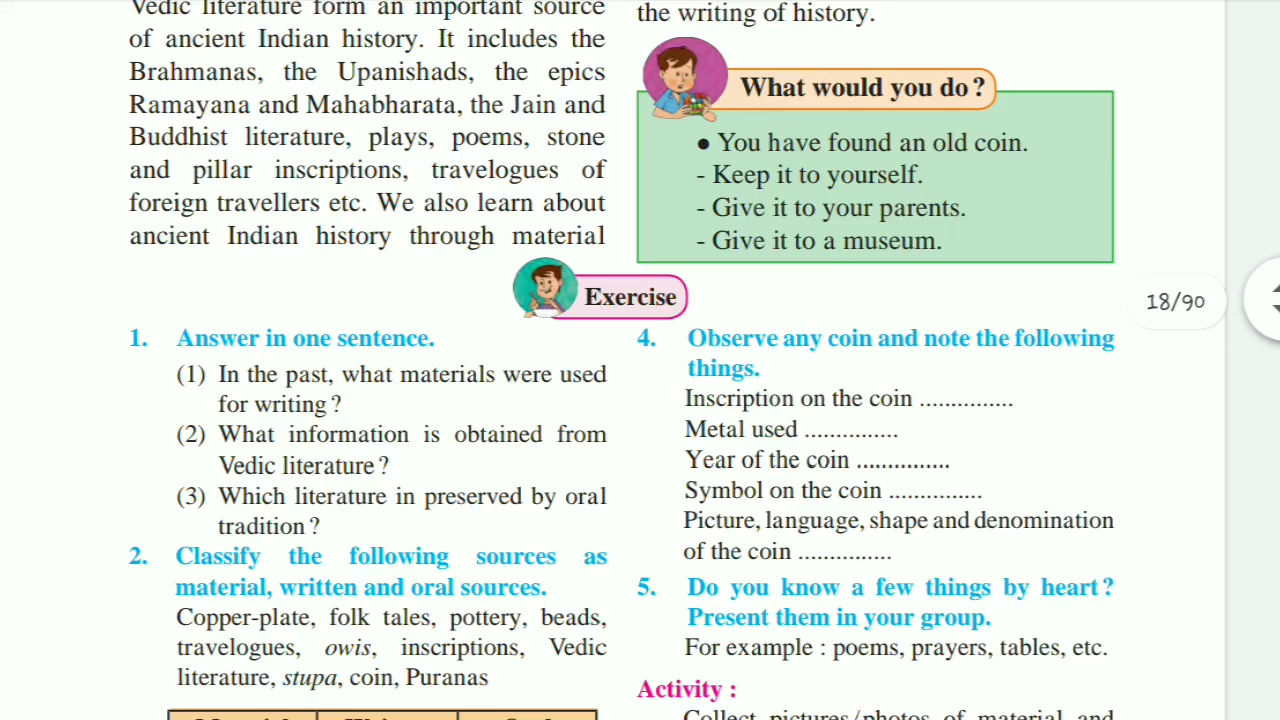 Vedic literature form an important source
of ancient Indian history. It includes the
Brahmanas, the Upanishads, the epics
Ramayana and Mahabharata, the Jain and
Buddhist literature, plays, poems, stone
and pillar inscriptions, travelogues of
foreign travellers etc. We also learn about
ancient Indian history through material
the writing of history.
What would you do ?
● You have found an old coin.
- Keep it to yourself.
- Give it to your parents.
- Give it to a museum.
18/90
Exercise
1. Answer in one sentence.
(1) In the past, what materials were used
for writing ?
(2) What information is obtained from
Vedic literature ?
(3) Which literature in preserved by oral
tradition ?
2. Classify the following sources as
material, written and oral sources.
Copper-plate, folk tales, pottery, beads,
travelogues, owis, inscriptions, Vedic
literature, stupa, coin, Puranas
4. Observe any coin and note the following
things.
Inscription on the coin ...............
Metal used ...............
Year of the coin ...............
Symbol on the coin ...............
Picture, language, shape and denomination
of the coin ...............
5. Do you know a few things by heart ?
Present them in your group.
For example : poems, prayers, tables, etc.
Activity :
Collect pictures/photos of material and